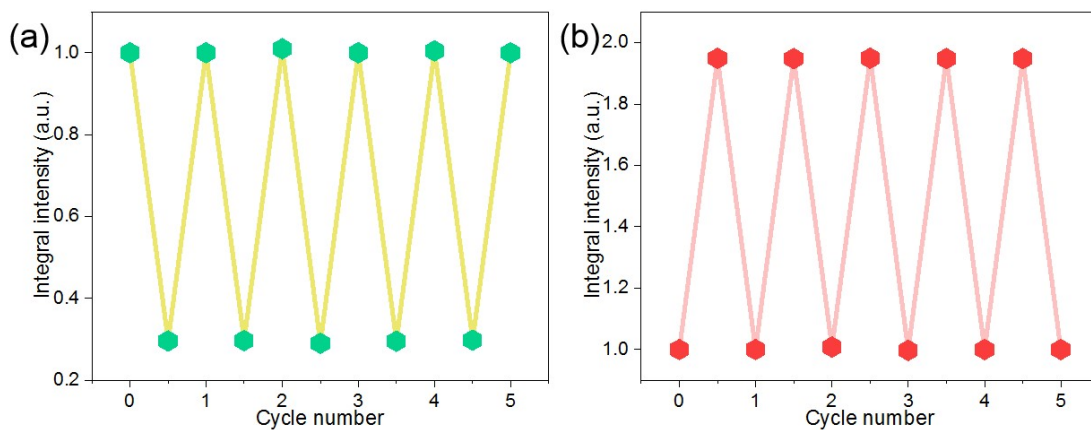 (a)
Integral intensity (a.u.)
1.0
0.8
0.6
0.4
0.2
0 1 2 3 4 5
Cycle number
(b)
Integral intensity (a.u.)
2.0
1.8
1.6
1.4
1.2
1.0
0 1 2 3 4 5
Cycle number